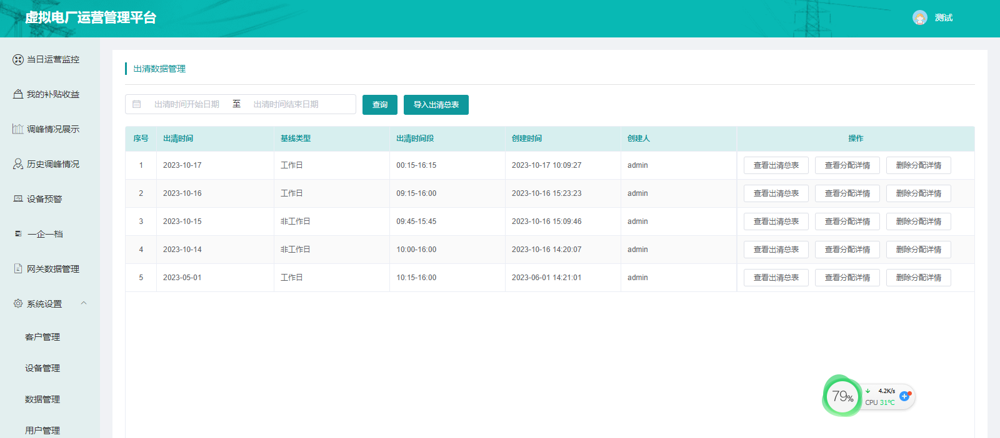 虚拟电厂运营管理平台
测试
当日运营监控
我的补贴收益
调峰情况展示
历史调峰情况
设备预警
一企一档
网关数据管理
系统设置
客户管理
设备管理
数据管理
用户管理
出清数据管理
出清时间开始日期 至 出清时间结束日期 查询 导入出清总表
序号 出清时间 基线类型 出清时间段 创建时间 创建人 操作
1 2023-10-17 工作日 00:15-16:15 2023-10-17 10:09:27 admin 查看出清总表 查看分配详情 删除分配详情
2 2023-10-16 工作日 09:15-16:00 2023-10-16 15:23:23 admin 查看出清总表 查看分配详情 删除分配详情
3 2023-10-15 非工作日 09:45-15:45 2023-10-16 15:09:46 admin 查看出清总表 查看分配详情 删除分配详情
4 2023-10-14 非工作日 10:00-16:00 2023-10-16 14:20:07 admin 查看出清总表 查看分配详情 删除分配详情
5 2023-05-01 工作日 10:15-16:00 2023-06-01 14:21:01 admin 查看出清总表 查看分配详情 删除分配详情
79%
4.2K/s
CPU 31℃